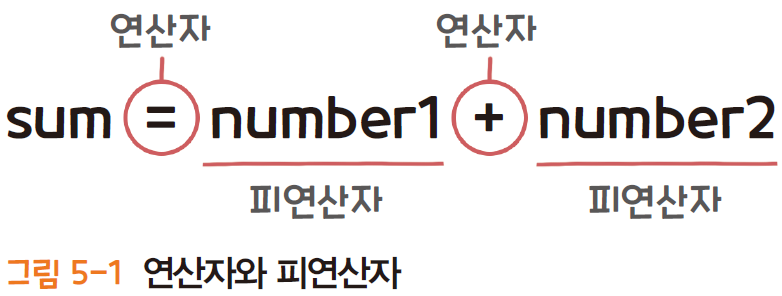 연산자 연산자
sum = number1 + number2
피연산자 피연산자
그림 5-1 연산자와 피연산자